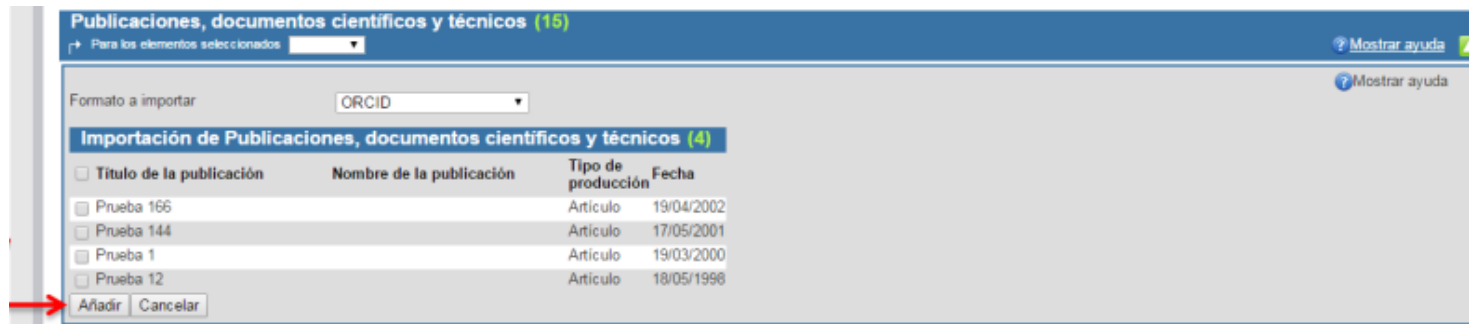 Publicaciones, documentos científicos y técnicos (15)
Para los elementos seleccionados
Mostrar ayuda
Mostrar ayuda
Formato a importar ORCID
Importación de Publicaciones, documentos científicos y técnicos (4)
Título de la publicación Nombre de la publicación Tipo de producción Fecha
Prueba 166 Artículo 19/04/2002
Prueba 144 Artículo 17/05/2001
Prueba 1 Artículo 19/03/2000
Prueba 12 Artículo 18/05/1998
Añadir Cancelar